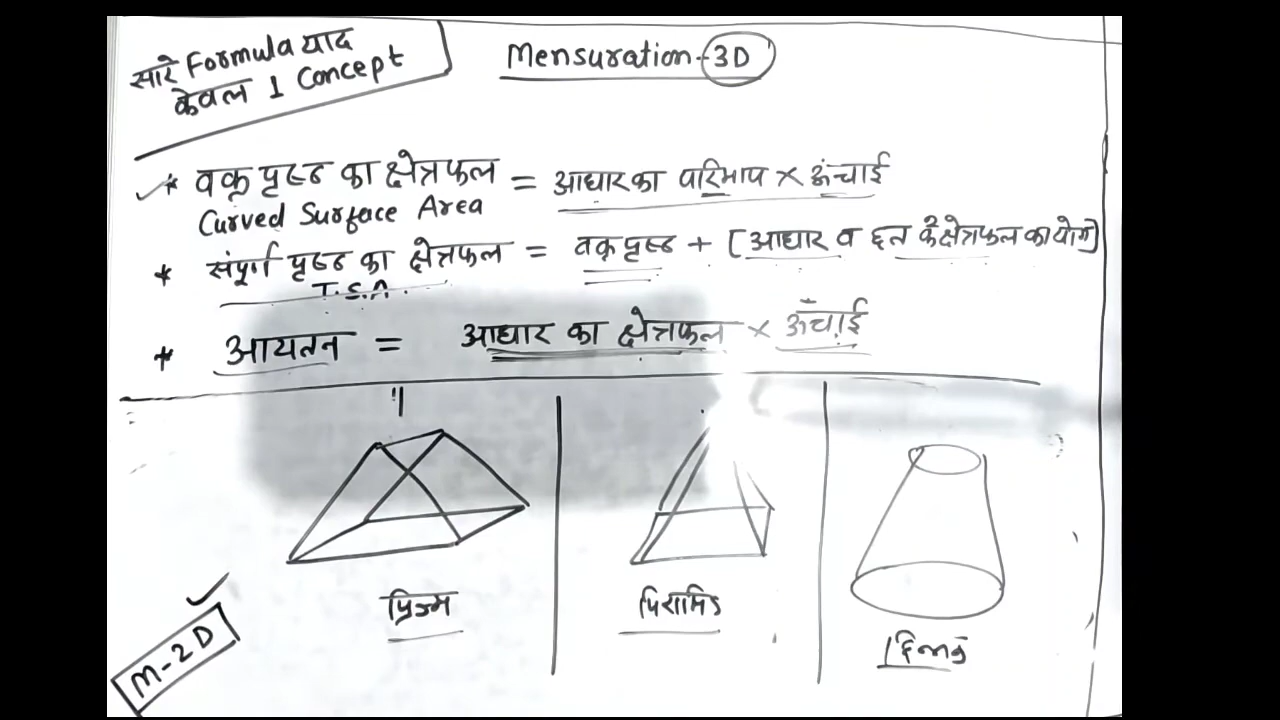 सारे Formula याद
केवल 1 Concept
Mensuration-3D
* वक्र पृष्ठ का क्षेत्रफल = आधार का परिमाप × ऊंचाई
Curved Surface Area
* संपूर्ण पृष्ठ का क्षेत्रफल = वक्र पृष्ठ + [आधार व छत के क्षेत्रफल का योग]
T.S.A.
* आयतन = आधार का क्षेत्रफल × ऊँचाई
प्रिज्म
पिरामिड
छिन्नक
M-2D